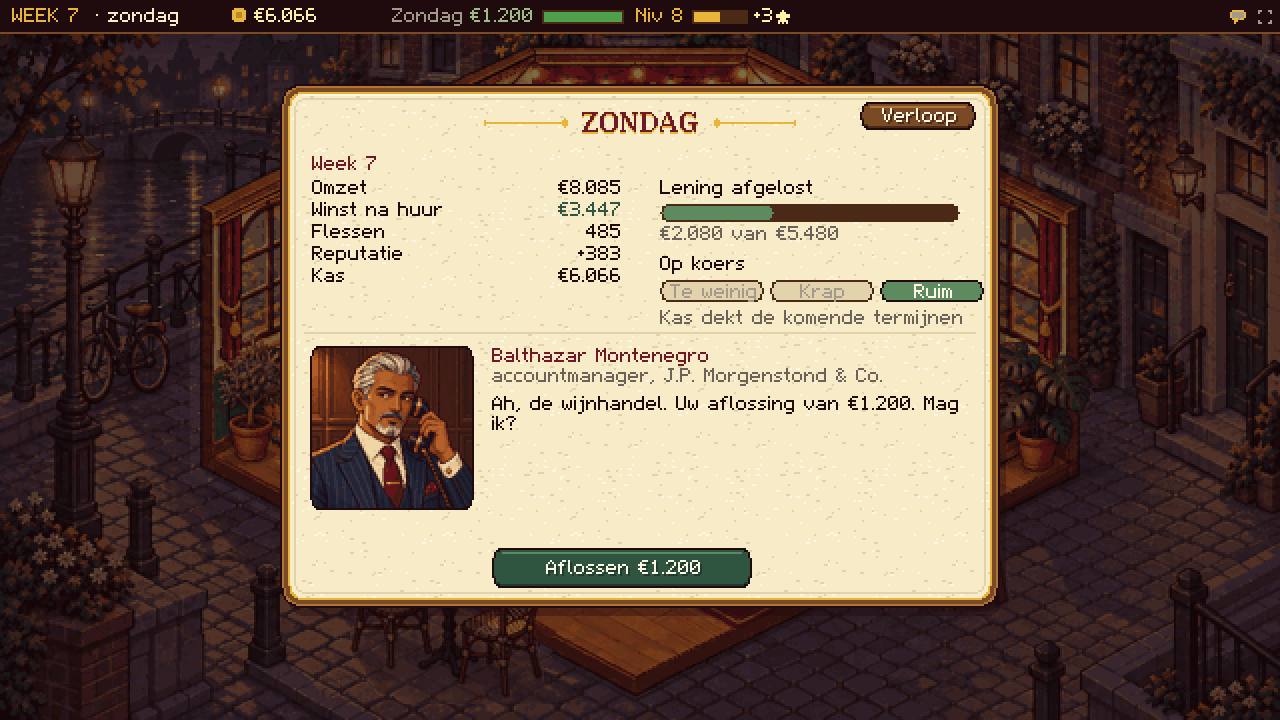 WEEK 7 · zondag €6.066 Zondag €1.200 Niv 8 +3
ZONDAG
Verloop
Week 7
Omzet €8.085
Winst na huur €3.447
Flessen 485
Reputatie +383
Kas €6.066
Lening afgelost
€2.080 van €5.480
Op koers
Te weinig Krap Ruim
Kas dekt de komende termijnen
Balthazar Montenegro
accountmanager, J.P. Morgenstond & Co.
Ah, de wijnhandel. Uw aflossing van €1.200. Mag
ik?
Aflossen €1.200